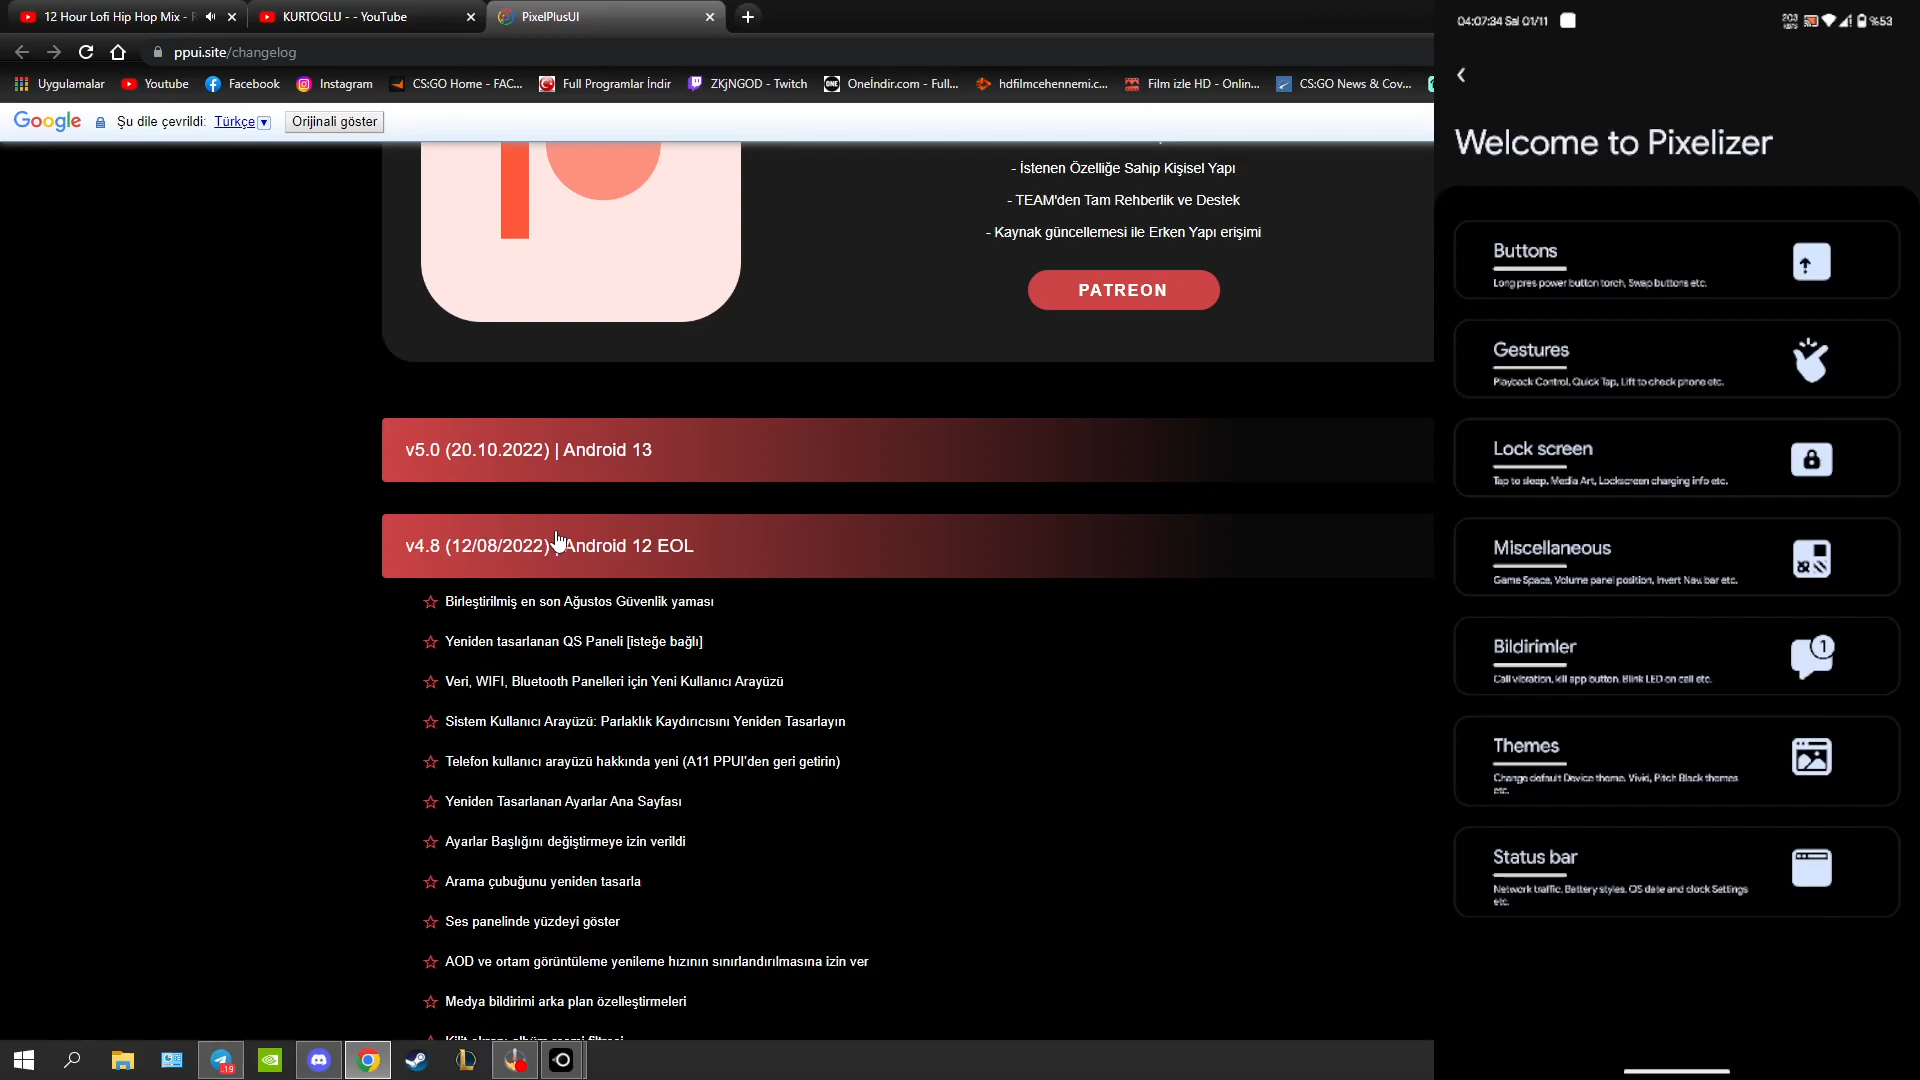 12 Hour Lofi Hip Hop Mix -
KURTOGLU - - YouTube
PixelPlusUI
ppui.site/changelog
Uygulamalar
Youtube
Facebook
Instagram
CS:GO Home - FAC...
Full Programlar İndir
ZKjNGOD - Twitch
Oneİndir.com - Full...
hdfilmcehennemi.c...
Film izle HD - Onlin...
CS:GO News & Cov...
Google
Şu dile çevrildi:
Türkçe
Orijinali göster
- İstenen Özelliğe Sahip Kişisel Yapı
- TEAM'den Tam Rehberlik ve Destek
- Kaynak güncellemesi ile Erken Yapı erişimi
PATREON
v5.0 (20.10.2022) | Android 13
v4.8 (12/08/2022) | Android 12 EOL
Birleştirilmiş en son Ağustos Güvenlik yaması
Yeniden tasarlanan QS Paneli [isteğe bağlı]
Veri, WIFI, Bluetooth Panelleri için Yeni Kullanıcı Arayüzü
Sistem Kullanıcı Arayüzü: Parlaklık Kaydırıcısını Yeniden Tasarlayın
Telefon kullanıcı arayüzü hakkında yeni (A11 PPUI'den geri getirin)
Yeniden Tasarlanan Ayarlar Ana Sayfası
Ayarlar Başlığını değiştirmeye izin verildi
Arama çubuğunu yeniden tasarla
Ses panelinde yüzdeyi göster
AOD ve ortam görüntüleme yenileme hızının sınırlandırılmasına izin ver
Medya bildirimi arka plan özelleştirmeleri
04:07:34 Sal 01/11
%53
Welcome to Pixelizer
Buttons
Long pres power button torch, Swap buttons etc.
Gestures
Playback Control, Quick Tap, Lift to check phone etc.
Lock screen
Tap to sleep, Media Art, Lockscreen charging info etc.
Miscellaneous
Game Space, Volume panel position, Invert Nav bar etc.
Bildirimler
Call vibration, kill app button, Blink LED on call etc.
Themes
Change default Device theme, Vivid, Pitch Black themes
etc.
Status bar
Network traffic, Battery styles, QS date and clock Settings
etc.